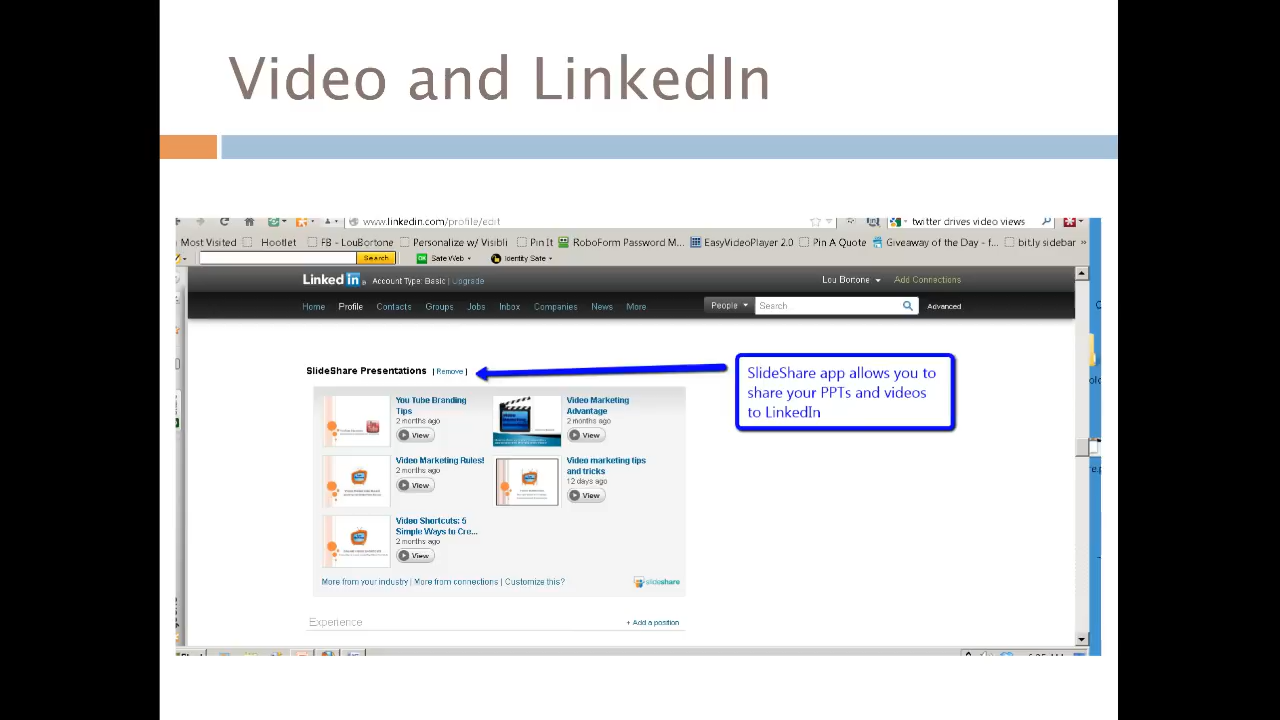 Video and LinkedIn
www.linkedin.com/profile/edit
twitter drives video views
Most Visited
Hootlet
FB - LouBortone
Personalize w/ Visibli
Pin It
RoboForm Password M...
EasyVideoPlayer 2.0
Pin A Quote
Giveaway of the Day - f...
bit.ly sidebar
»
Search
Safe Web
Identity Safe
Linked in
Account Type: Basic | Upgrade
Lou Bortone
Add Connections
Home
Profile
Contacts
Groups
Jobs
Inbox
Companies
News
More
People
Search
Advanced
SlideShare Presentations [ Remove ]
SlideShare app allows you to
share your PPTs and videos
to LinkedIn
You Tube Branding
Tips
2 months ago
View
Video Marketing
Advantage
2 months ago
View
Video Marketing Rules!
2 months ago
View
Video marketing tips
and tricks
12 days ago
View
Video Shortcuts: 5
Simple Ways to Cre...
2 months ago
View
More from your industry | More from connections | Customize this?
slideshare
Experience
+ Add a position